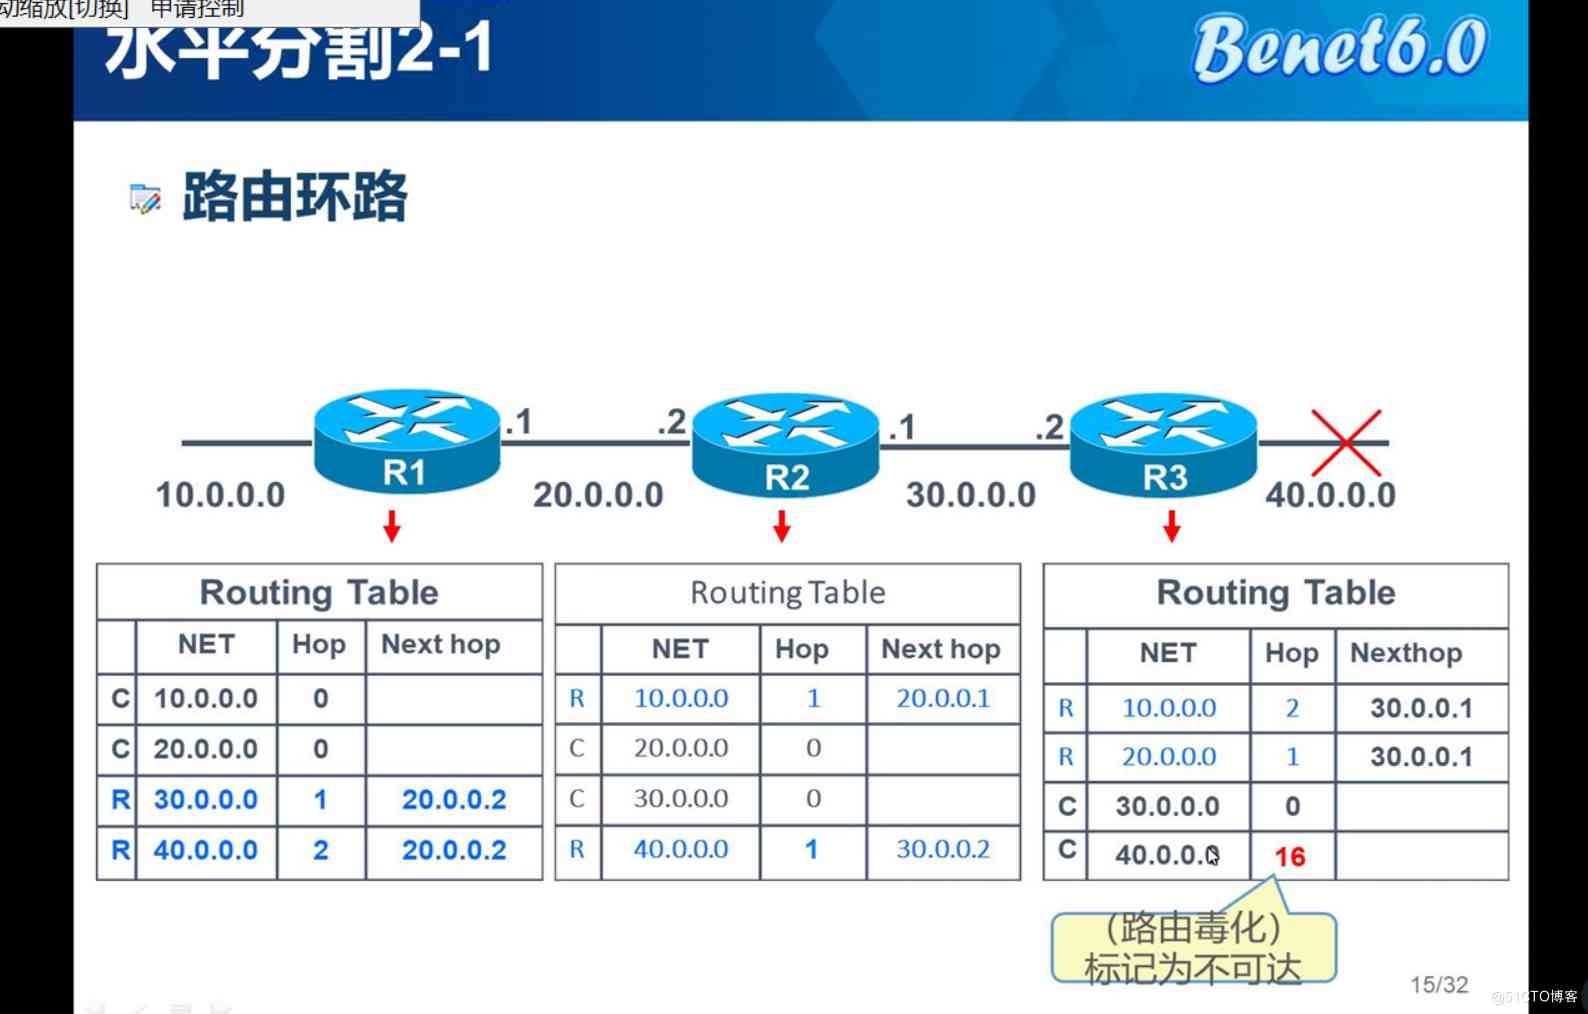 动缩放[切换] 申请控制
水平分割2-1
Benet6.0
路由环路
.1 .2 .1 .2
R1 R2 R3
10.0.0.0 20.0.0.0 30.0.0.0 40.0.0.0
Routing Table
NET Hop Next hop
C 10.0.0.0 0
C 20.0.0.0 0
R 30.0.0.0 1 20.0.0.2
R 40.0.0.0 2 20.0.0.2
Routing Table
NET Hop Next hop
R 10.0.0.0 1 20.0.0.1
C 20.0.0.0 0
C 30.0.0.0 0
R 40.0.0.0 1 30.0.0.2
Routing Table
NET Hop Nexthop
R 10.0.0.0 2 30.0.0.1
R 20.0.0.0 1 30.0.0.1
C 30.0.0.0 0
C 40.0.0.0 16
（路由毒化）
标记为不可达
15/32
@51CTO博客